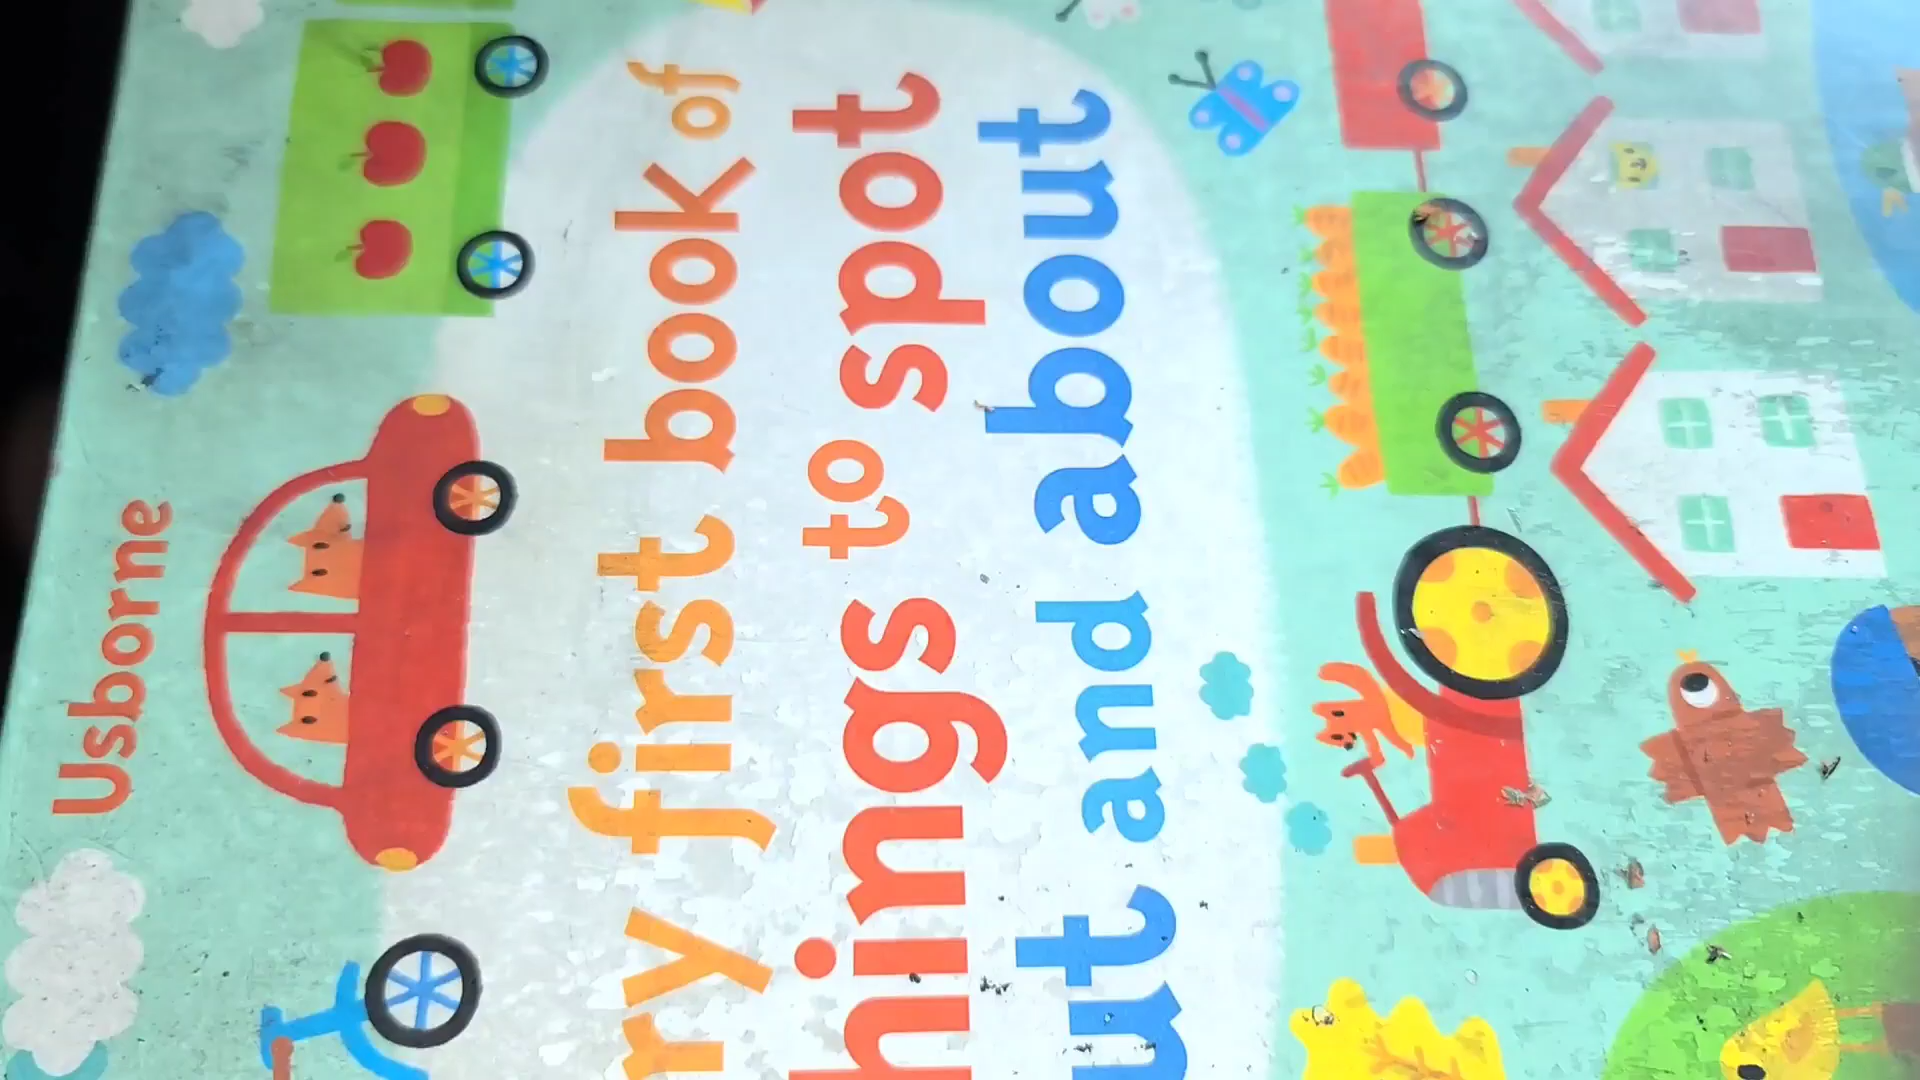 Usborne
ry first book of
hings to spot
ut and about